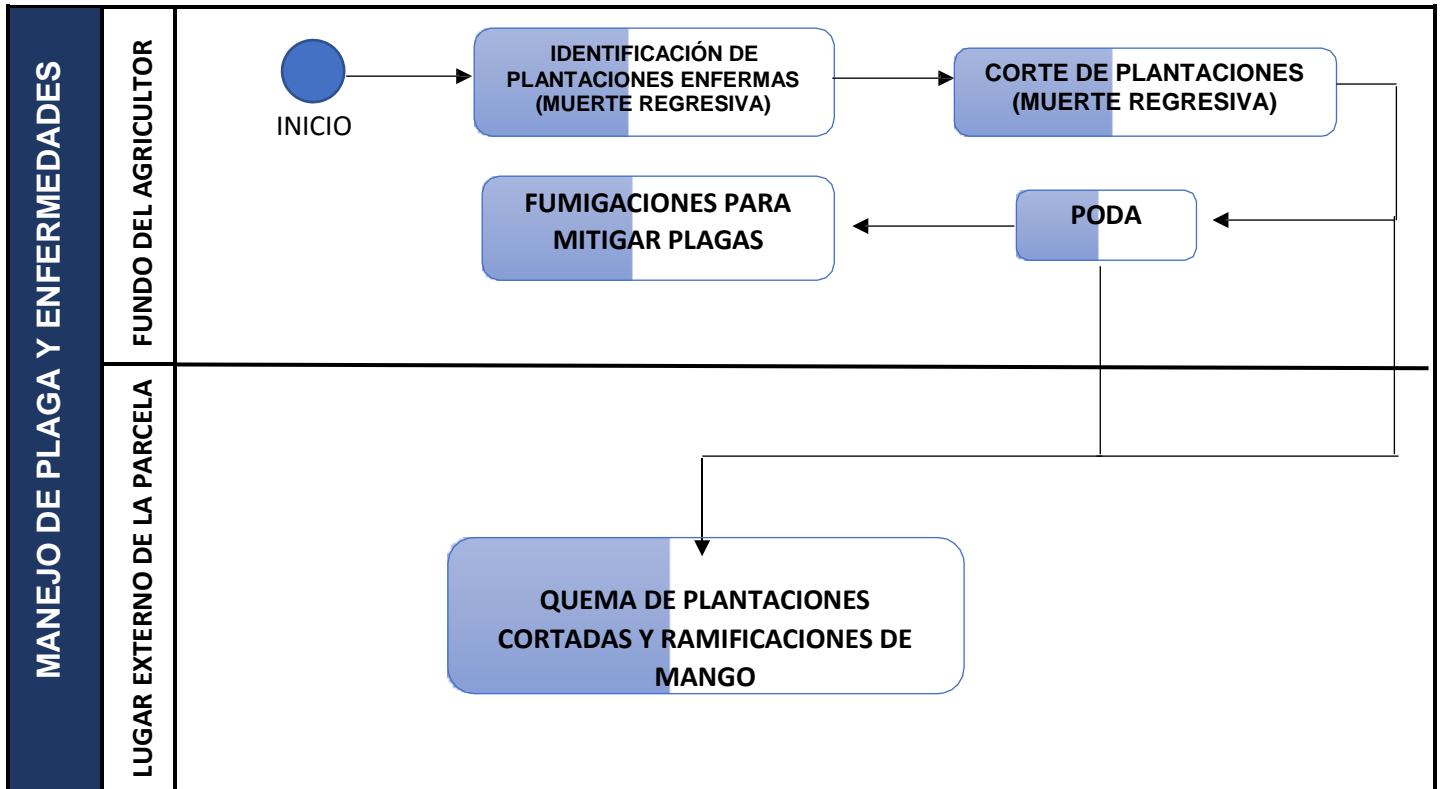 MANEJO DE PLAGA Y ENFERMEDADES
FUNDO DEL AGRICULTOR
INICIO
IDENTIFICACIÓN DE
PLANTACIONES ENFERMAS
(MUERTE REGRESIVA)
CORTE DE PLANTACIONES
(MUERTE REGRESIVA)
FUMIGACIONES PARA
MITIGAR PLAGAS
PODA
LUGAR EXTERNO DE LA PARCELA
QUEMA DE PLANTACIONES
CORTADAS Y RAMIFICACIONES DE
MANGO